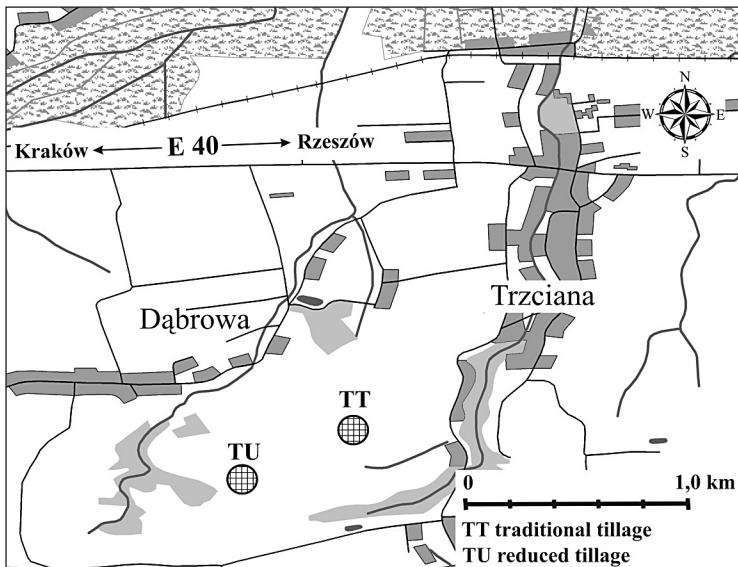 N
W E
S
Kraków E 40 Rzeszów
Dąbrowa
Trzciana
TT
TU
0 1,0 km
TT traditional tillage
TU reduced tillage